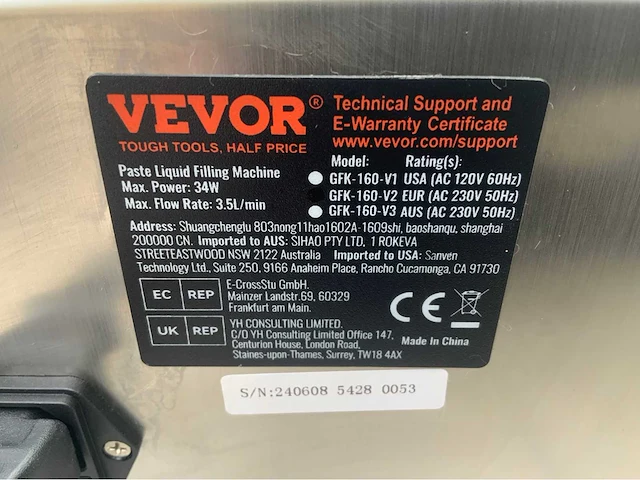 VEVOR®
TOUGH TOOLS, HALF PRICE
Technical Support and
E-Warranty Certificate
www.vevor.com/support
Paste Liquid Filling Machine
Max. Power: 34W
Max. Flow Rate: 3.5L/min
Model: Rating(s):
GFK-160-V1 USA (AC 120V 60Hz)
GFK-160-V2 EUR (AC 230V 50Hz)
GFK-160-V3 AUS (AC 230V 50Hz)
Address: Shuangchenglu 803nong11hao1602A-1609shi, baoshanqu, shanghai
200000 CN. Imported to AUS: SIHAO PTY LTD, 1 ROKEVA
STREETEASTWOOD NSW 2122 Australia Imported to USA: Sanven
Technology Ltd., Suite 250, 9166 Anaheim Place, Rancho Cucamonga, CA 91730
EC REP
E-CrossStu GmbH.
Mainzer Landstr.69, 60329
Frankfurt am Main.
UK REP
YH CONSULTING LIMITED.
C/O YH Consulting Limited Office 147,
Centurion House, London Road,
Staines-upon-Thames, Surrey, TW18 4AX
CE
Made In China
S/N:240608 5428 0053